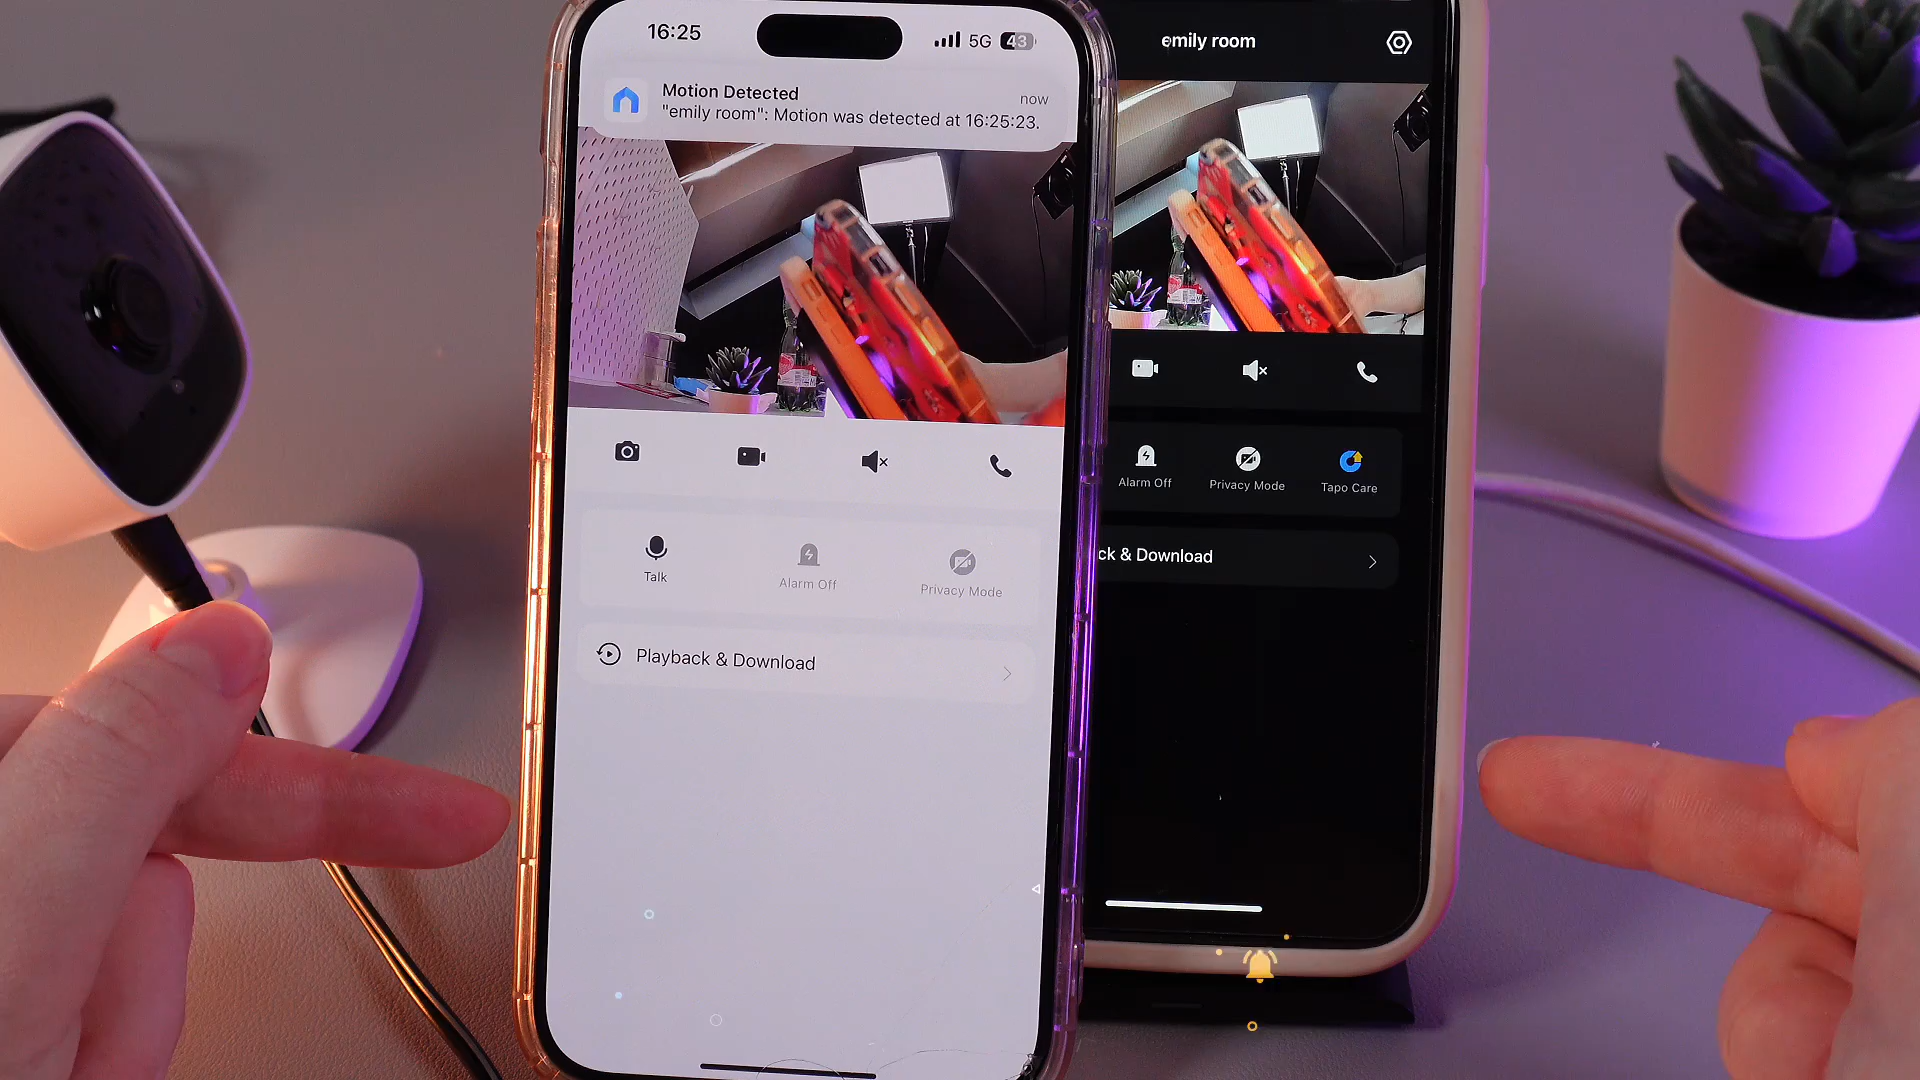 16:25
5G 43
Motion Detected
now
"emily room": Motion was detected at 16:25:23.
Talk
Alarm Off
Privacy Mode
Playback & Download
emily room
Alarm Off
Privacy Mode
Tapo Care
ck & Download